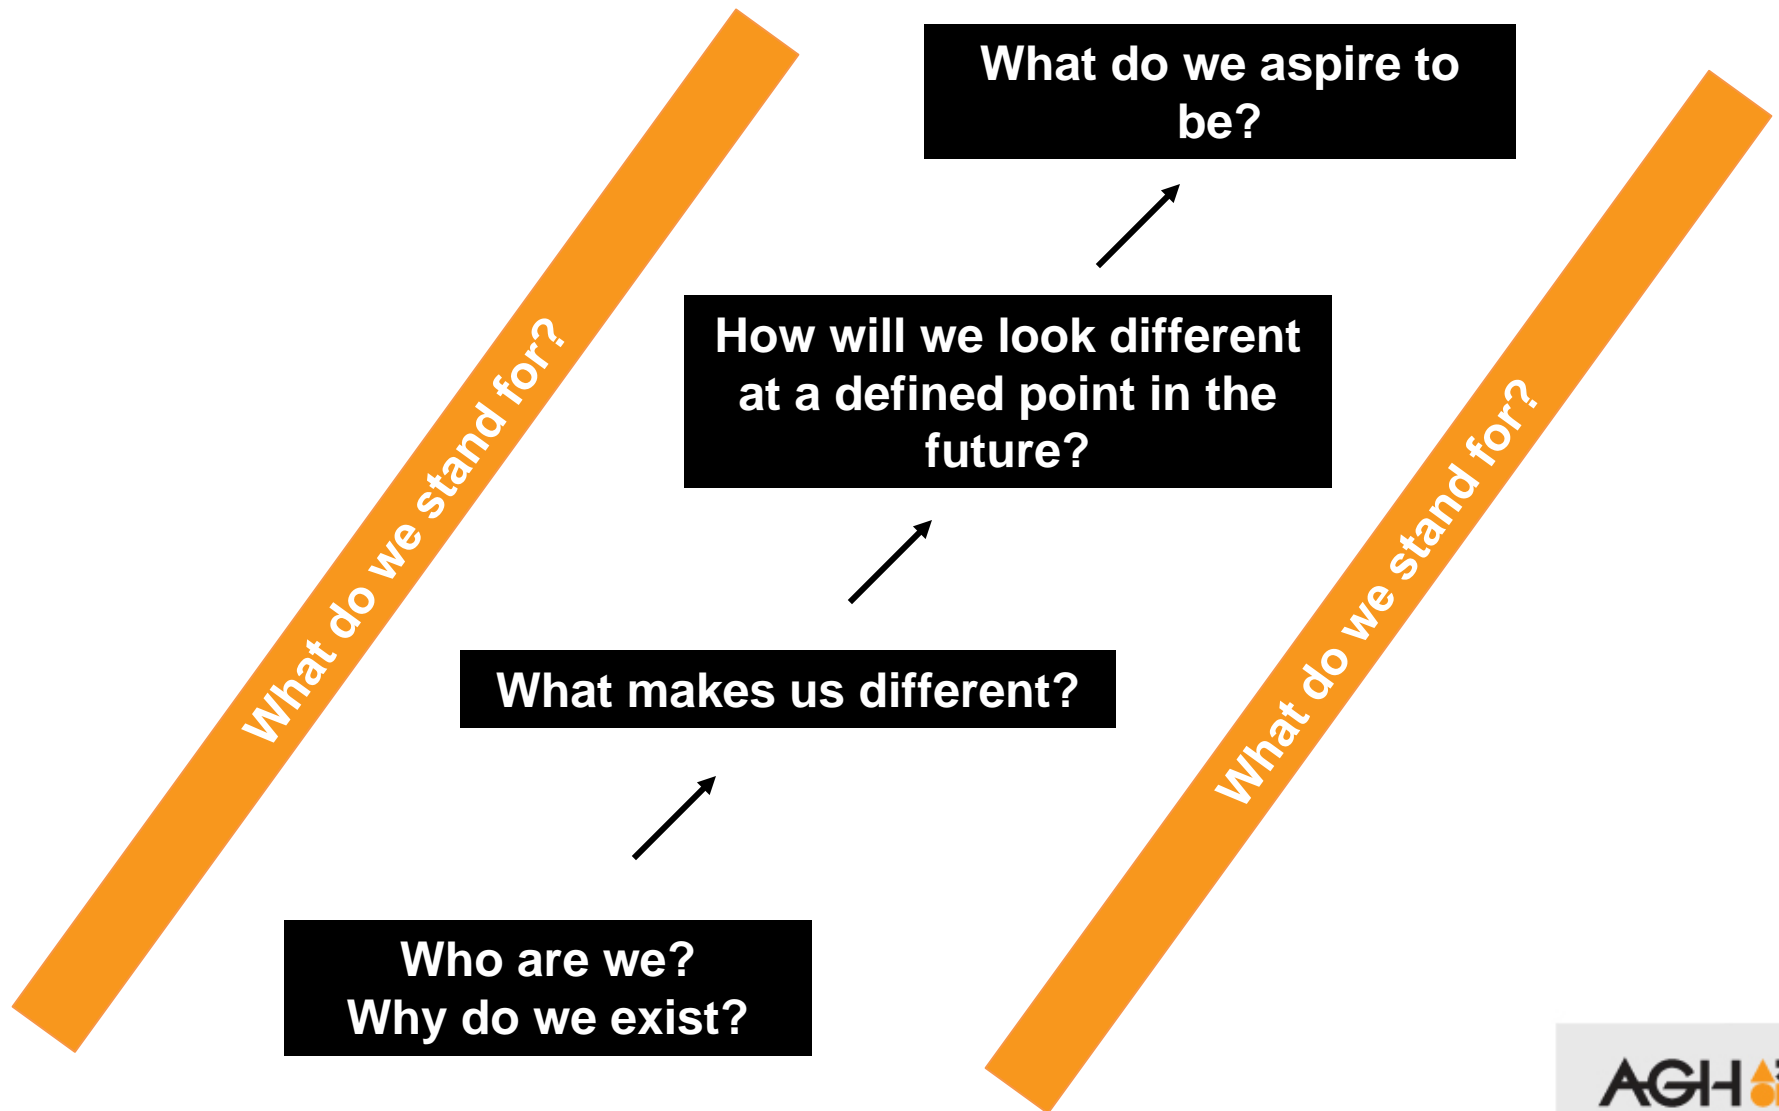 What do we aspire to
be?
How will we look different
at a defined point in the
future?
What do we stand for?
What do we stand for?
What makes us different?
Who are we?
Why do we exist?
AGH